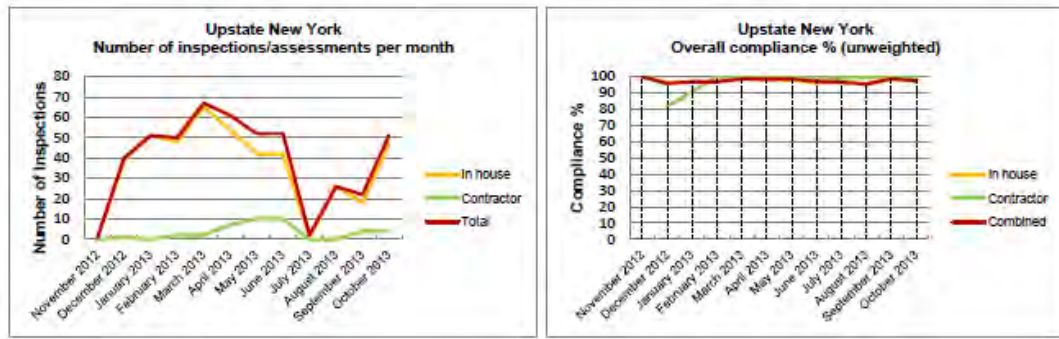 Upstate New York
Number of inspections/assessments per month
80
70
60
50
40
30
20
10
0
Number of Inspections
November 2012
December 2012
January 2013
February 2013
March 2013
April 2013
May 2013
June 2013
July 2013
August 2013
September 2013
October 2013
In house
Contractor
Total
Upstate New York
Overall compliance % (unweighted)
100
90
80
70
60
50
40
30
20
10
0
Compliance %
November 2012
December 2012
January 2013
February 2013
March 2013
April 2013
May 2013
June 2013
July 2013
August 2013
September 2013
October 2013
In house
Contractor
Combined